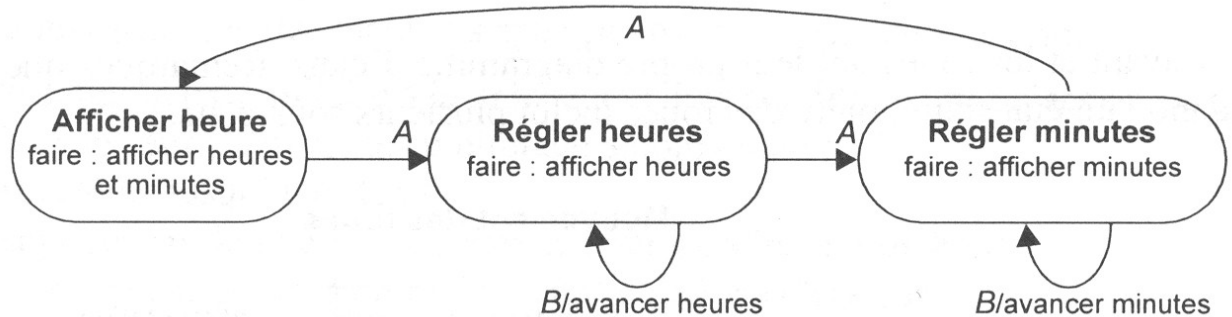 A
Afficher heure
faire : afficher heures
et minutes
A
Régler heures
faire : afficher heures
A
Régler minutes
faire : afficher minutes
B/avancer heures
B/avancer minutes